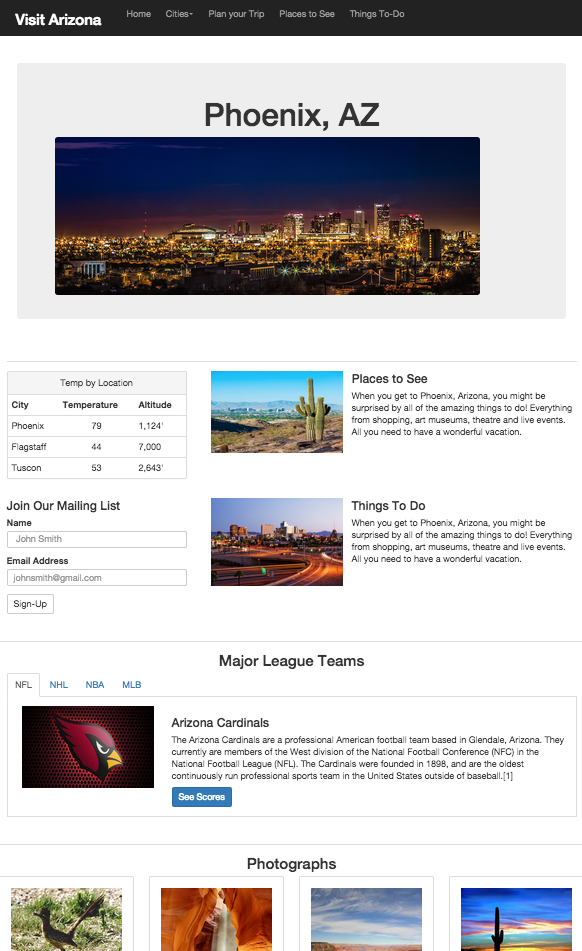 Visit Arizona Home Cities Plan your Trip Places to See Things To-Do
Phoenix, AZ
Temp by Location
City Temperature Altitude
Phoenix 79 1,124'
Flagstaff 44 7,000
Tuscon 53 2,643'
Places to See
When you get to Phoenix, Arizona, you might be
surprised by all of the amazing things to do! Everything
from shopping, art museums, theatre and live events.
All you need to have a wonderful vacation.
Join Our Mailing List
Name
John Smith
Email Address
johnsmith@gmail.com
Sign-Up
Things To Do
When you get to Phoenix, Arizona, you might be
surprised by all of the amazing things to do! Everything
from shopping, art museums, theatre and live events.
All you need to have a wonderful vacation.
Major League Teams
NFL NHL NBA MLB
Arizona Cardinals
The Arizona Cardinals are a professional American football team based in Glendale, Arizona. They
currently are members of the West division of the National Football Conference (NFC) in the
National Football League (NFL). The Cardinals were founded in 1898, and are the oldest
continuously run professional sports team in the United States outside of baseball.[1]
See Scores
Photographs